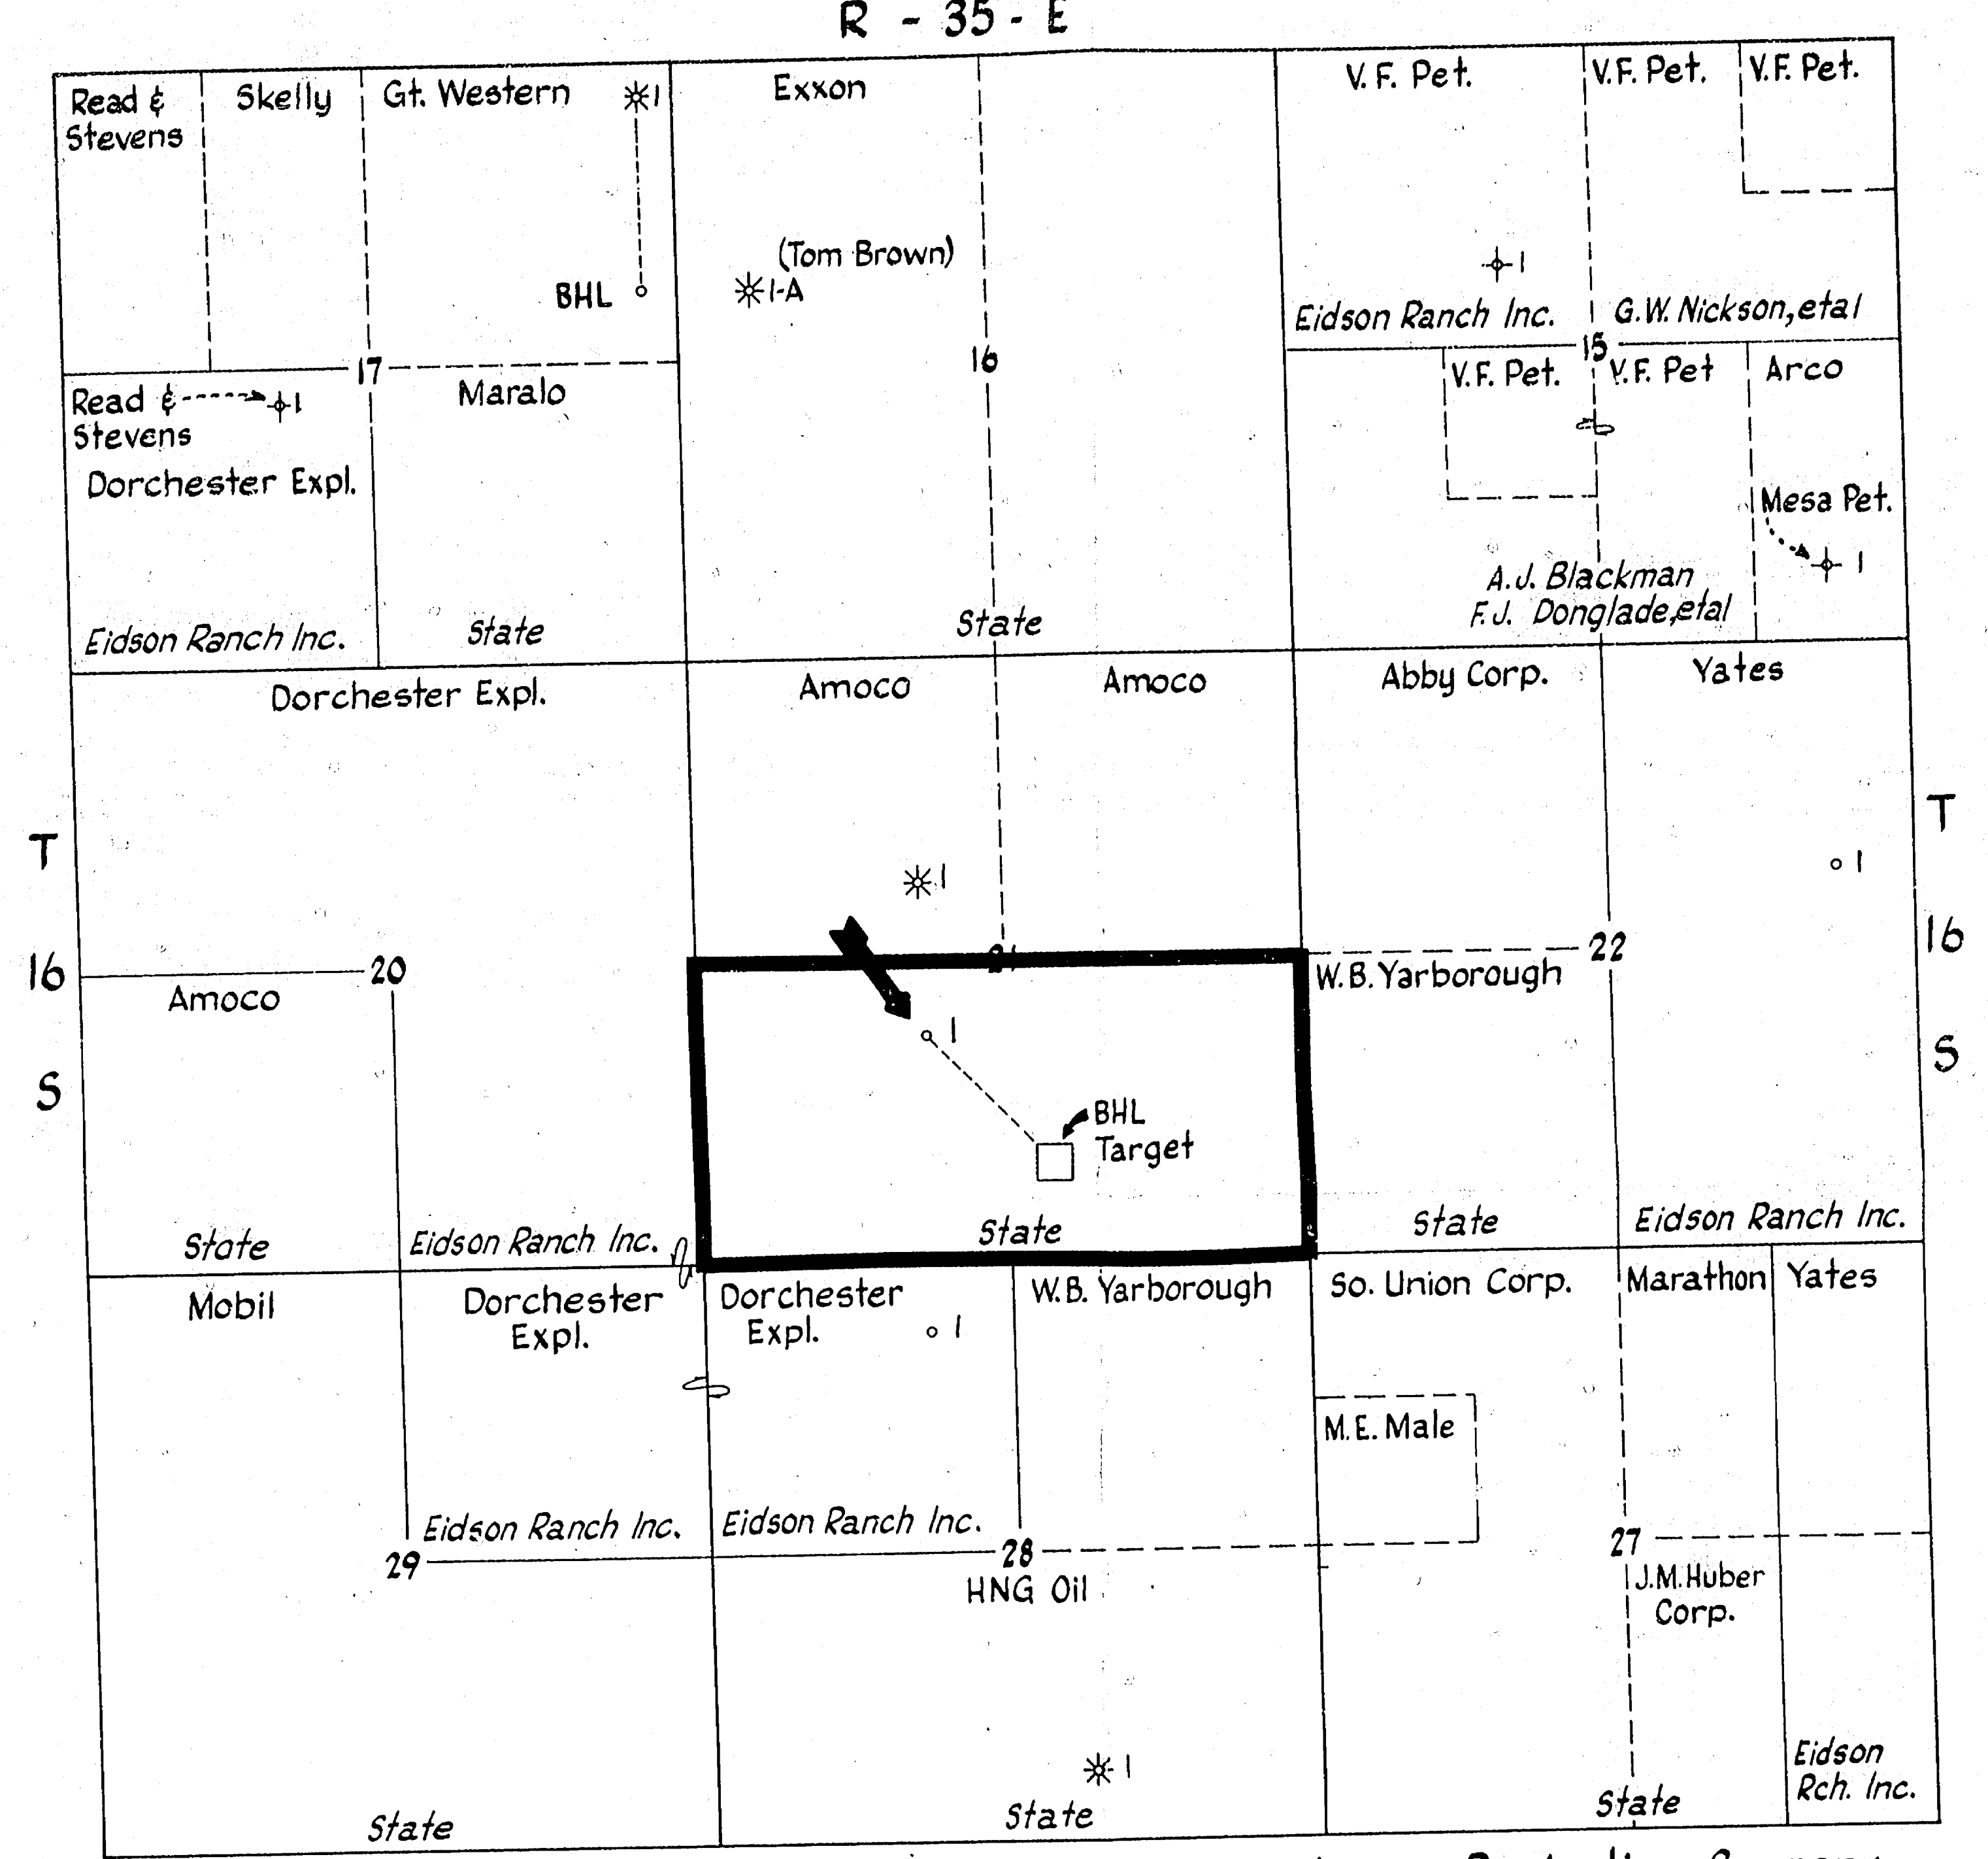 R - 35 - E
Read &
Stevens
Skelly
Gt. Western
1
BHL
Exxon
(Tom Brown)
1-A
V.F. Pet.
V.F. Pet.
V.F. Pet.
1
Eidson Ranch Inc.
G.W. Nickson, etal
17
16
15
Read &
Stevens
1
Dorchester Expl.
Maralo
V.F. Pet.
V.F. Pet
Arco
Mesa Pet.
1
A.J. Blackman
F.J. Donglade, etal
Eidson Ranch Inc.
State
State
Dorchester Expl.
Amoco
Amoco
Abby Corp.
Yates
T
16
S
T
16
S
1
1
20
21
22
Amoco
W.B. Yarborough
1
BHL
Target
State
Eidson Ranch Inc.
State
State
Eidson Ranch Inc.
Mobil
Dorchester
Expl.
Dorchester
Expl.
1
W.B. Yarborough
So. Union Corp.
Marathon
Yates
M.E. Male
Eidson Ranch Inc.
Eidson Ranch Inc.
29
28
27
HNG Oil
J.M. Huber
Corp.
1
State
State
State
Eidson
Rch. Inc.